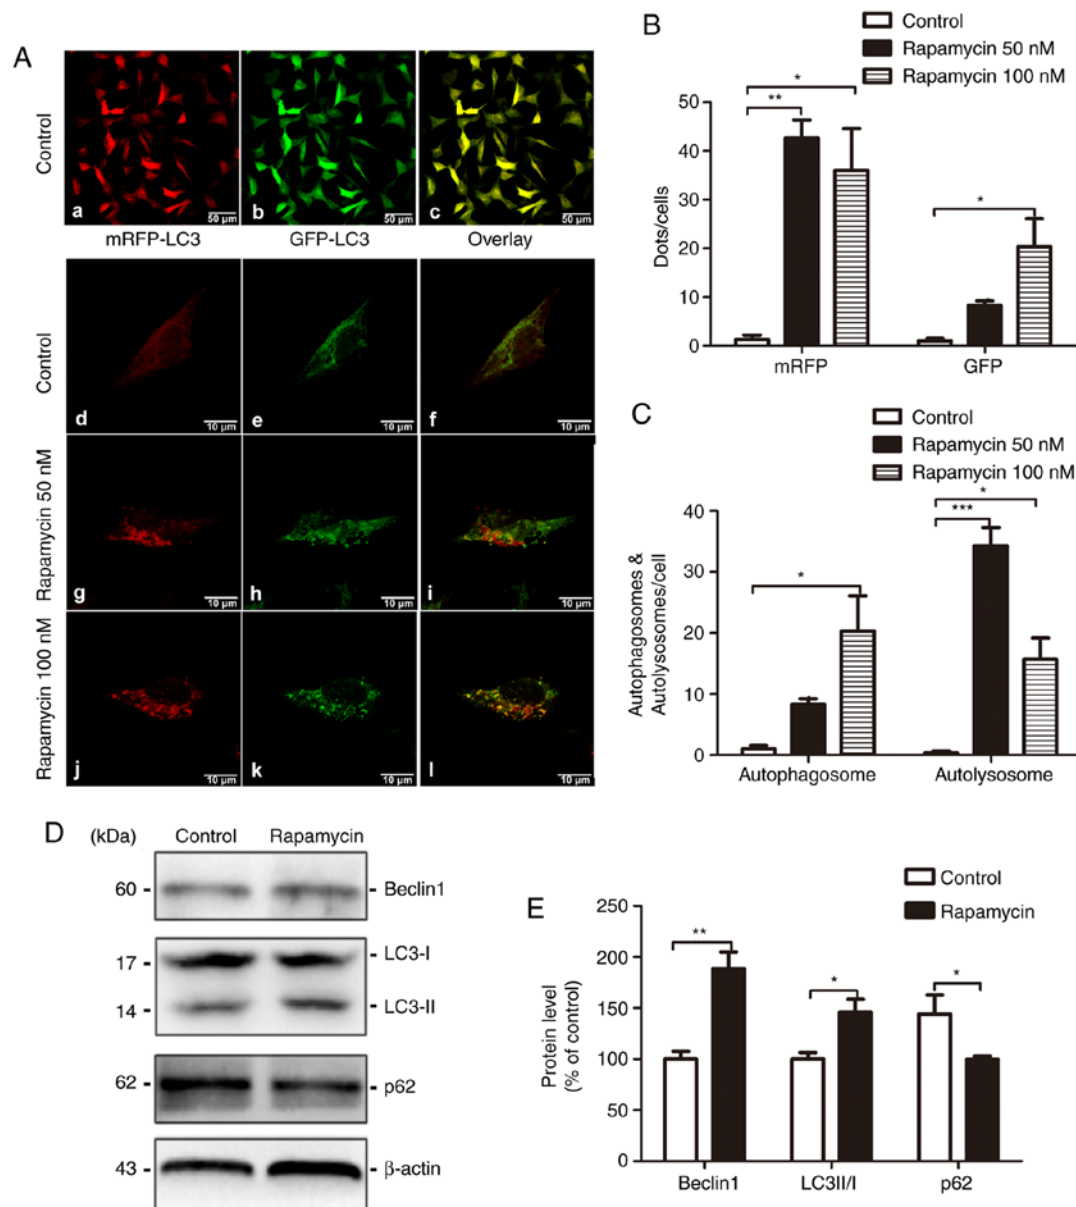 A
Control
a
50 µm
b
50 µm
c
50 µm
mRFP-LC3
GFP-LC3
Overlay
Control
d
10 µm
e
10 µm
f
10 µm
Rapamycin 50 nM
g
10 µm
h
10 µm
i
10 µm
Rapamycin 100 nM
j
10 µm
k
10 µm
l
10 µm
B
Control
Rapamycin 50 nM
Rapamycin 100 nM
Dots/cells
50
40
30
20
10
0
*
**
*
mRFP
GFP
C
Control
Rapamycin 50 nM
Rapamycin 100 nM
Autophagosomes &
Autolysosomes/cell
40
30
20
10
0
*
*
***
Autophagosome
Autolysosome
D
(kDa)
Control
Rapamycin
60
Beclin1
17
LC3-I
14
LC3-II
62
p62
43
β-actin
E
Control
Rapamycin
Protein level
(% of control)
250
200
150
100
50
0
**
*
*
Beclin1
LC3II/I
p62